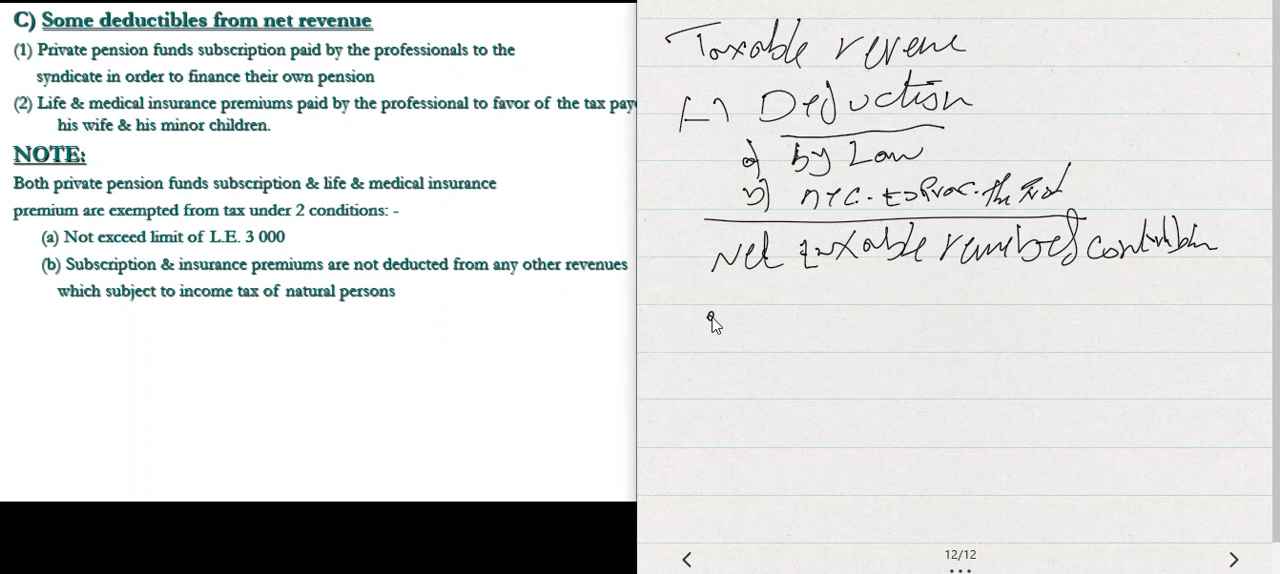 C) Some deductibles from net revenue
(1) Private pension funds subscription paid by the professionals to the
syndicate in order to finance their own pension
(2) Life & medical insurance premiums paid by the professional to favor of the tax pay
his wife & his minor children.
NOTE:
Both private pension funds subscription & life & medical insurance
premium are exempted from tax under 2 conditions: -
(a) Not exceed limit of L.E. 3 000
(b) Subscription & insurance premiums are not deducted from any other revenues
which subject to income tax of natural persons
Taxable revenue
(-) Deduction
a) by Law
b) the
Net taxable
12/12